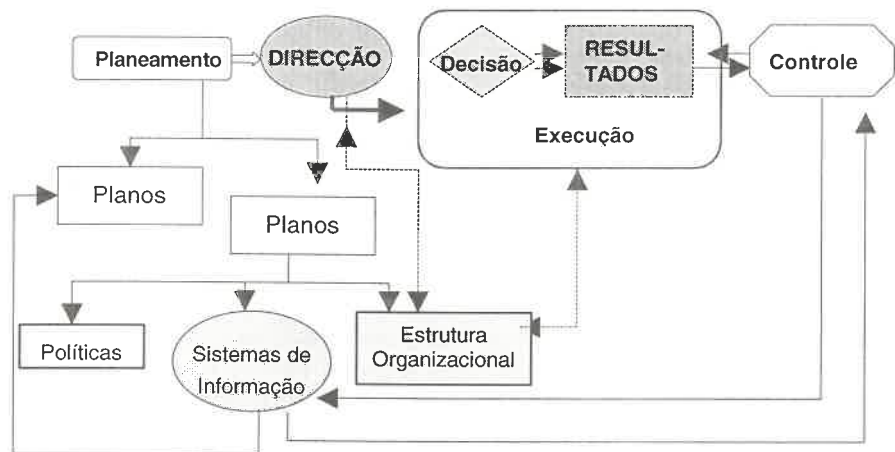 Planeamento
DIRECÇÃO
Decisão
RESUL-
TADOS
Controle
Execução
Planos
Planos
Políticas
Sistemas de
Informação
Estrutura
Organizacional